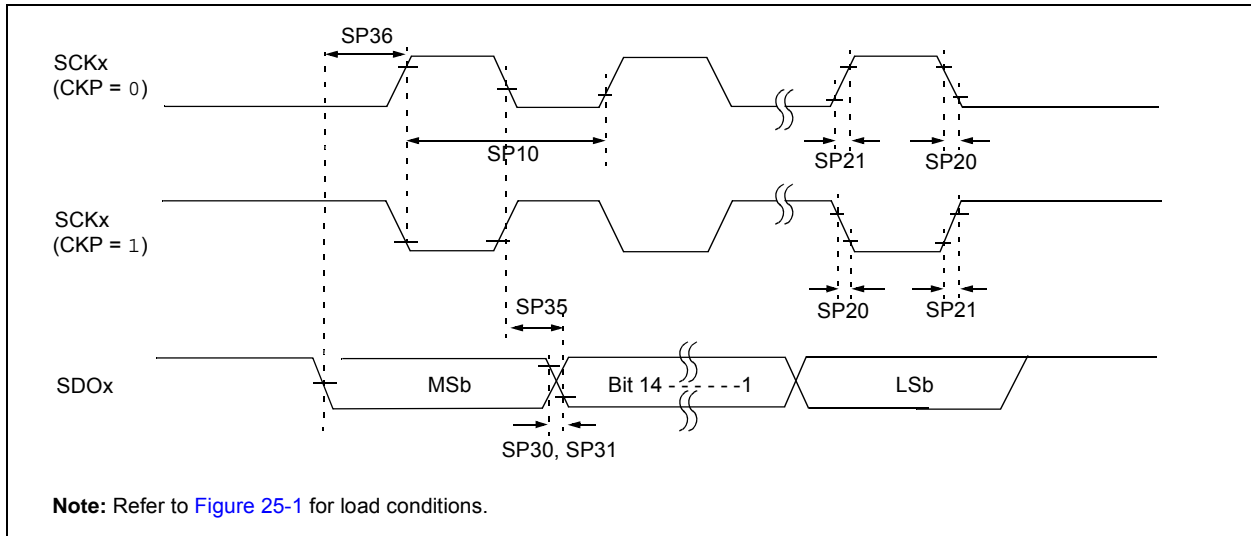 SP36
SCKx
(CKP = 0)
SP10
SP21
SP20
SCKx
(CKP = 1)
SP35
SP20
SP21
SDOx
MSb
Bit 14 - - - - - -1
LSb
SP30, SP31
Note: Refer to Figure 25-1 for load conditions.